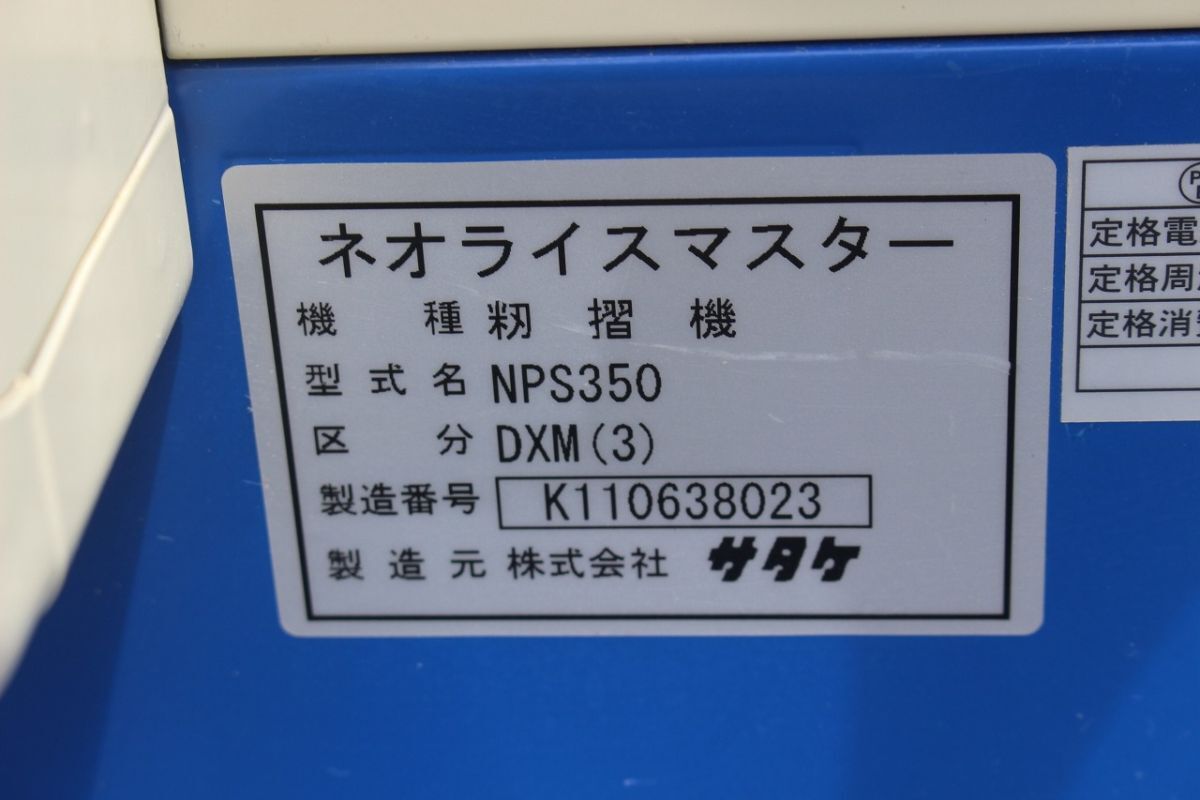 ネオライスマスター
機種 籾摺機
型式名 NPS350
区分 DXM(3)
製造番号 K110638023
製造元 株式会社 サタケ
定格電
定格周
定格消